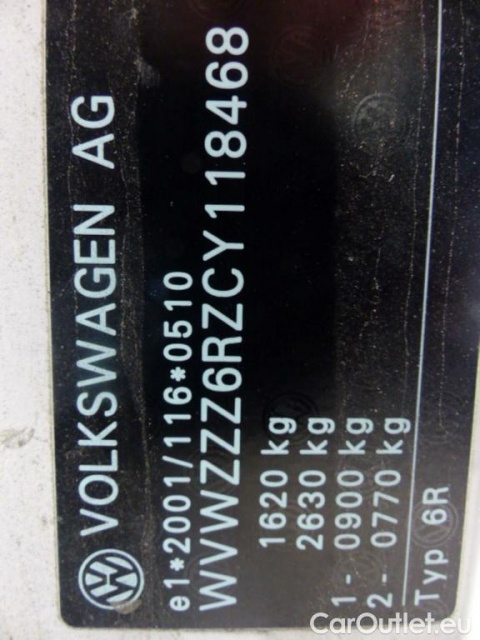 VOLKSWAGEN AG
e1*2001/116*0510
WVWZZZ6RZCY118468
1620 kg
2630 kg
1- 0900 kg
2- 0770 kg
Typ 6R
CarOutlet.eu